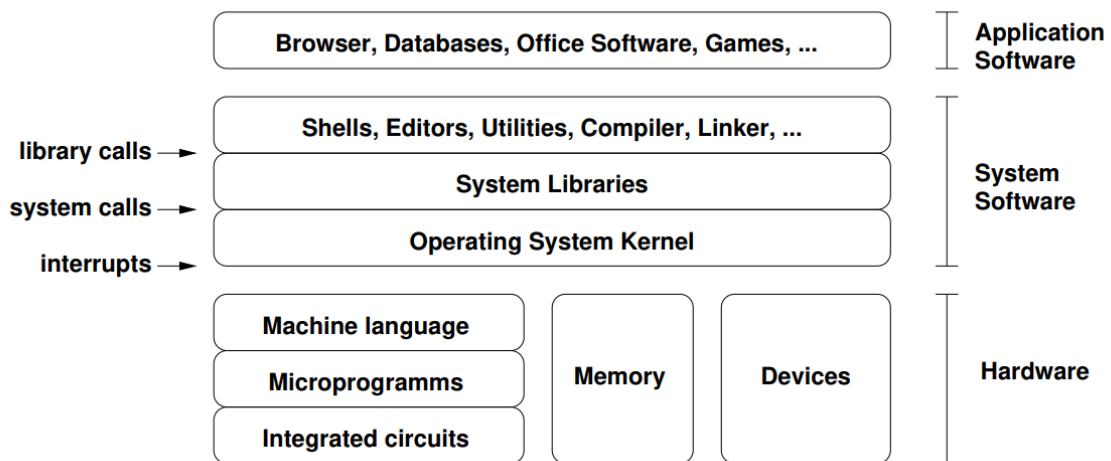 Browser, Databases, Office Software, Games, ...
Application
Software
Shells, Editors, Utilities, Compiler, Linker, ...
library calls
System Libraries
System
Software
system calls
Operating System Kernel
interrupts
Machine language
Microprogramms
Integrated circuits
Memory
Devices
Hardware